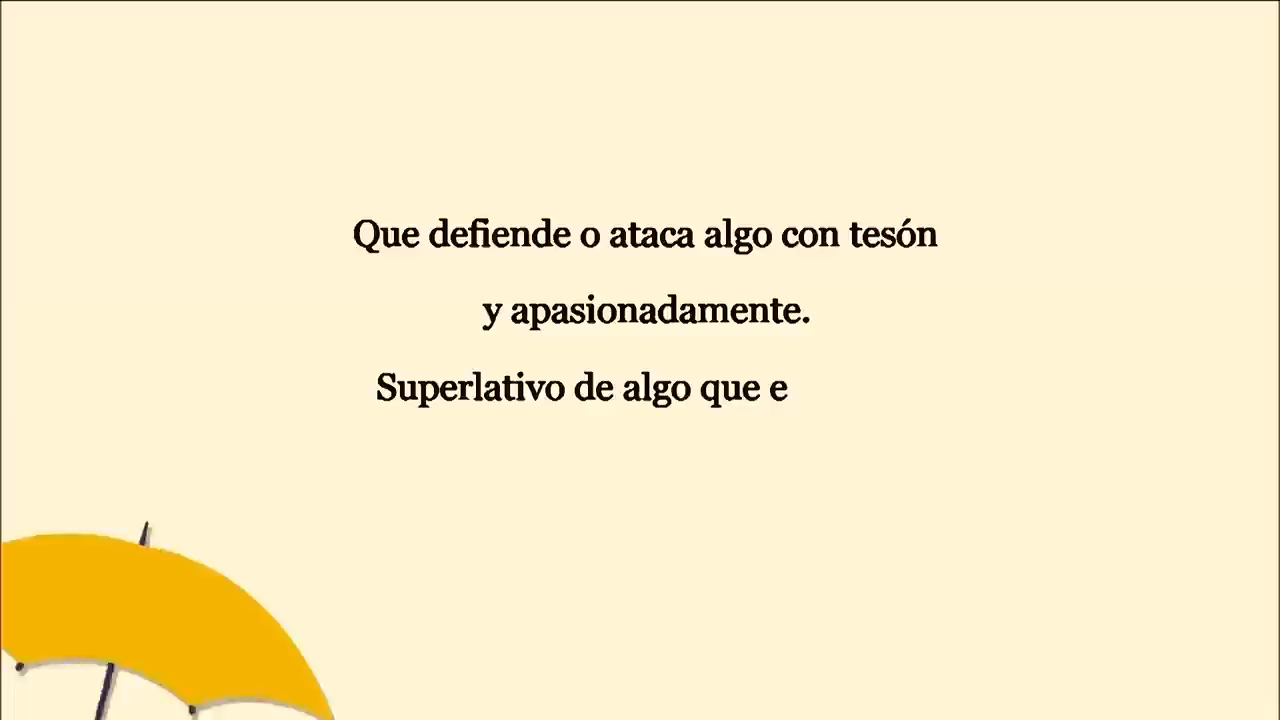 Que defiende o ataca algo con tesón
y apasionadamente.
Superlativo de algo que e